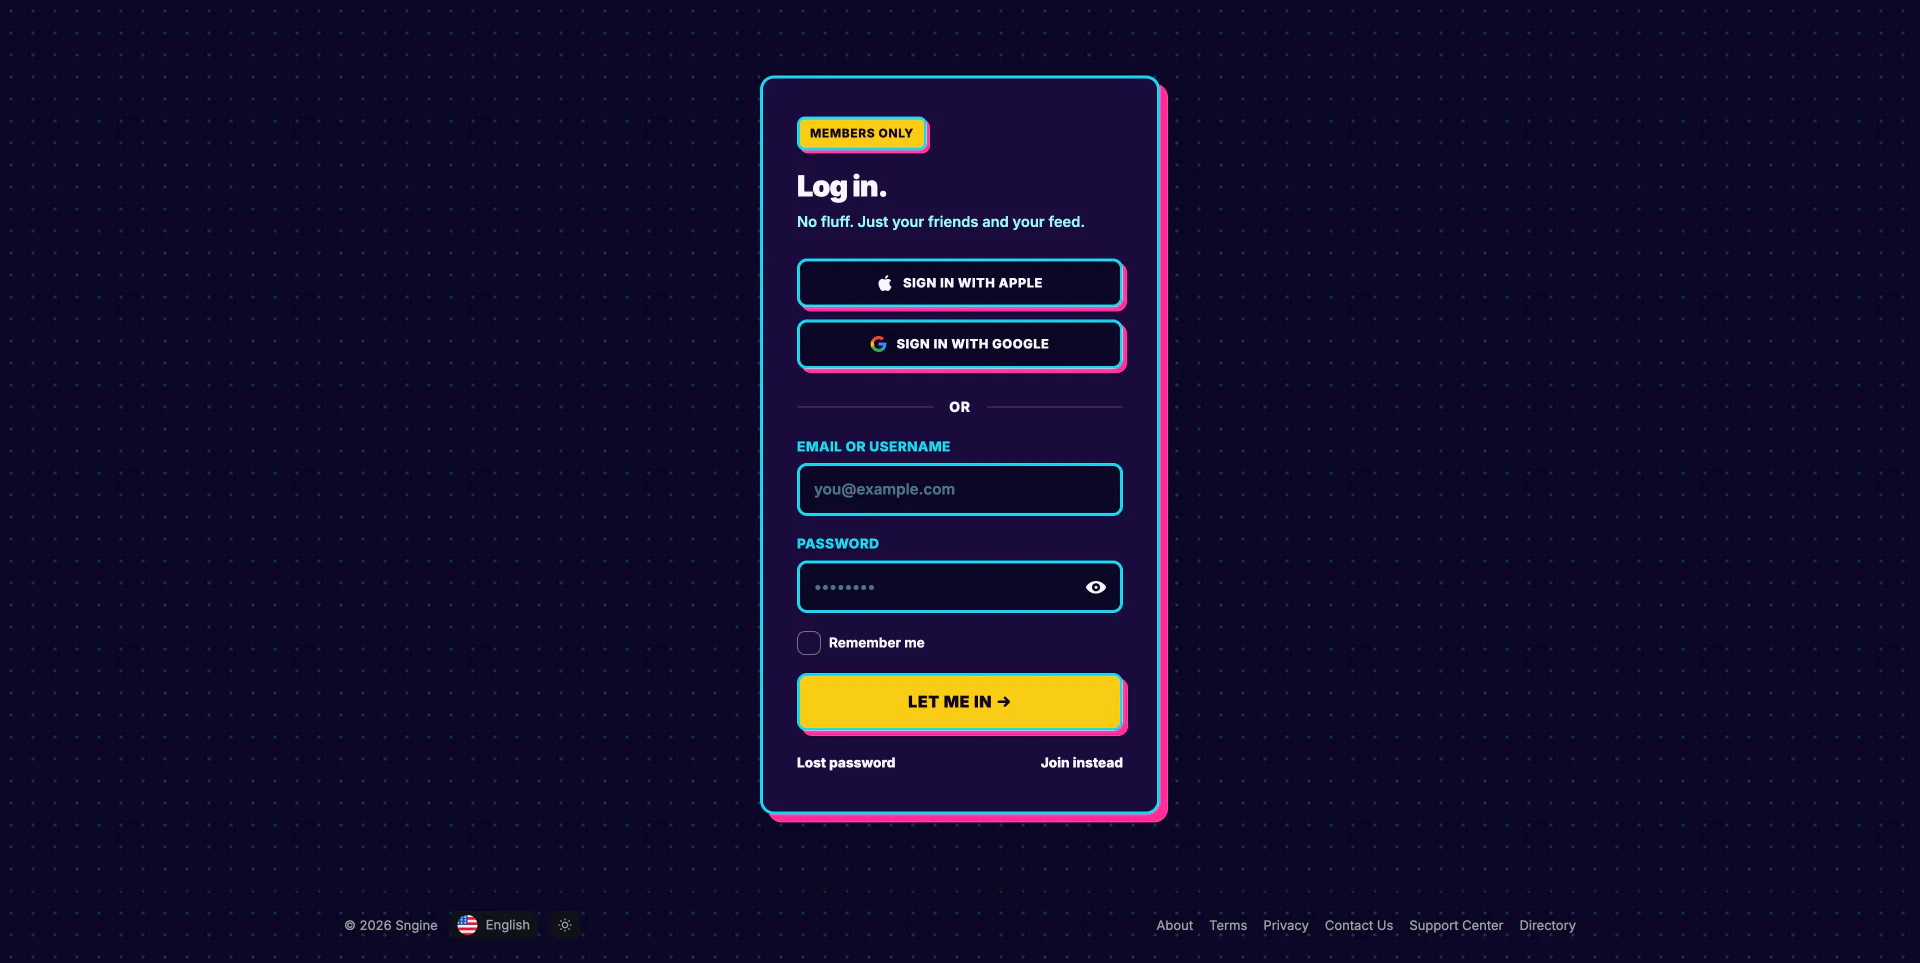 MEMBERS ONLY
Log in.
No fluff. Just your friends and your feed.
SIGN IN WITH APPLE
SIGN IN WITH GOOGLE
OR
EMAIL OR USERNAME
you@example.com
PASSWORD
••••••••
Remember me
LET ME IN →
Lost password Join instead
© 2026 Sngine English About Terms Privacy Contact Us Support Center Directory